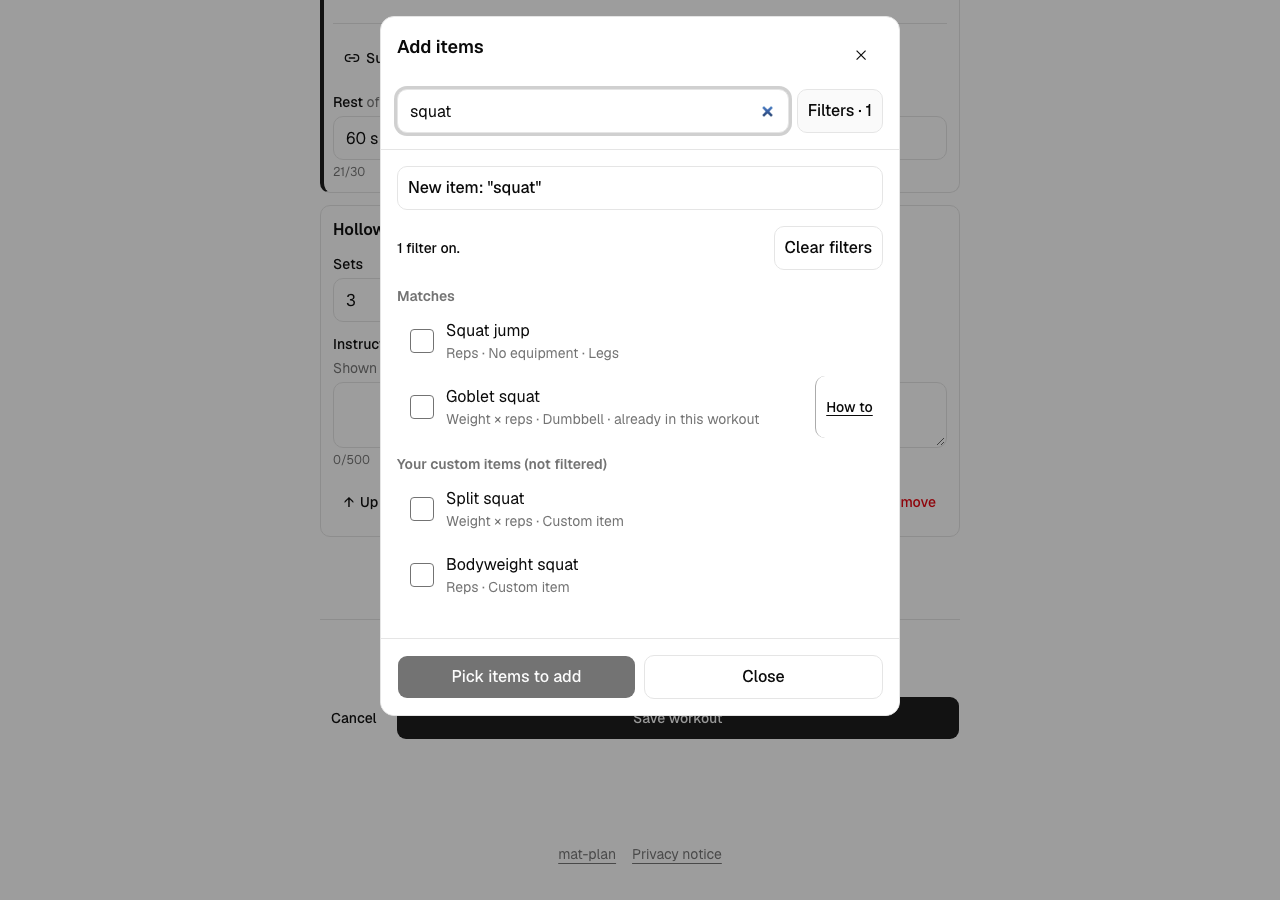 Add items
squat
Filters · 1
New item: "squat"
1 filter on.
Clear filters
Matches
Squat jump
Reps · No equipment · Legs
Goblet squat
Weight × reps · Dumbbell · already in this workout
How to
Your custom items (not filtered)
Split squat
Weight × reps · Custom item
Bodyweight squat
Reps · Custom item
Pick items to add
Close
Rest of
60 s
21/30
Sets
3
Shown
0/500
Up
Cancel
Save workout
mat-plan
Privacy notice